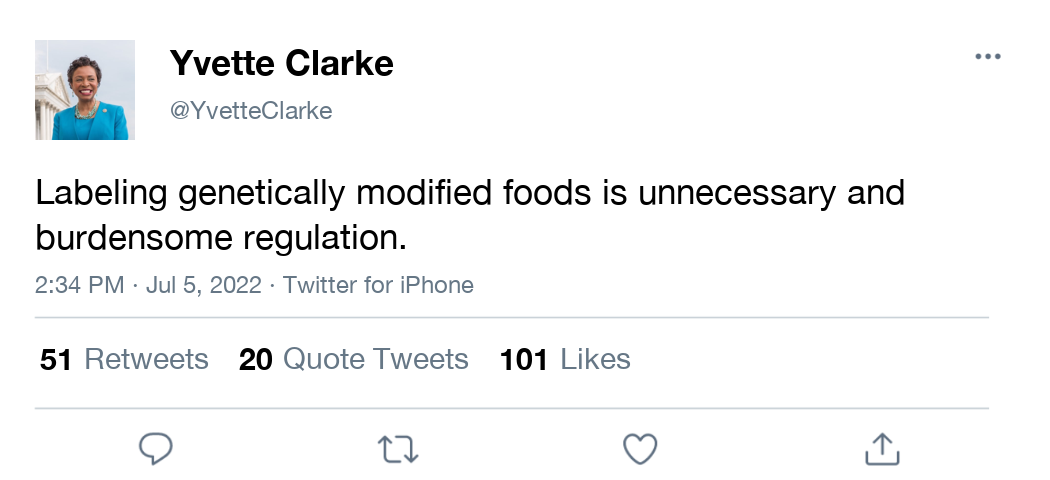 Yvette Clarke
@YvetteClarke
Labeling genetically modified foods is unnecessary and
burdensome regulation.
2:34 PM · Jul 5, 2022 · Twitter for iPhone
51 Retweets 20 Quote Tweets 101 Likes